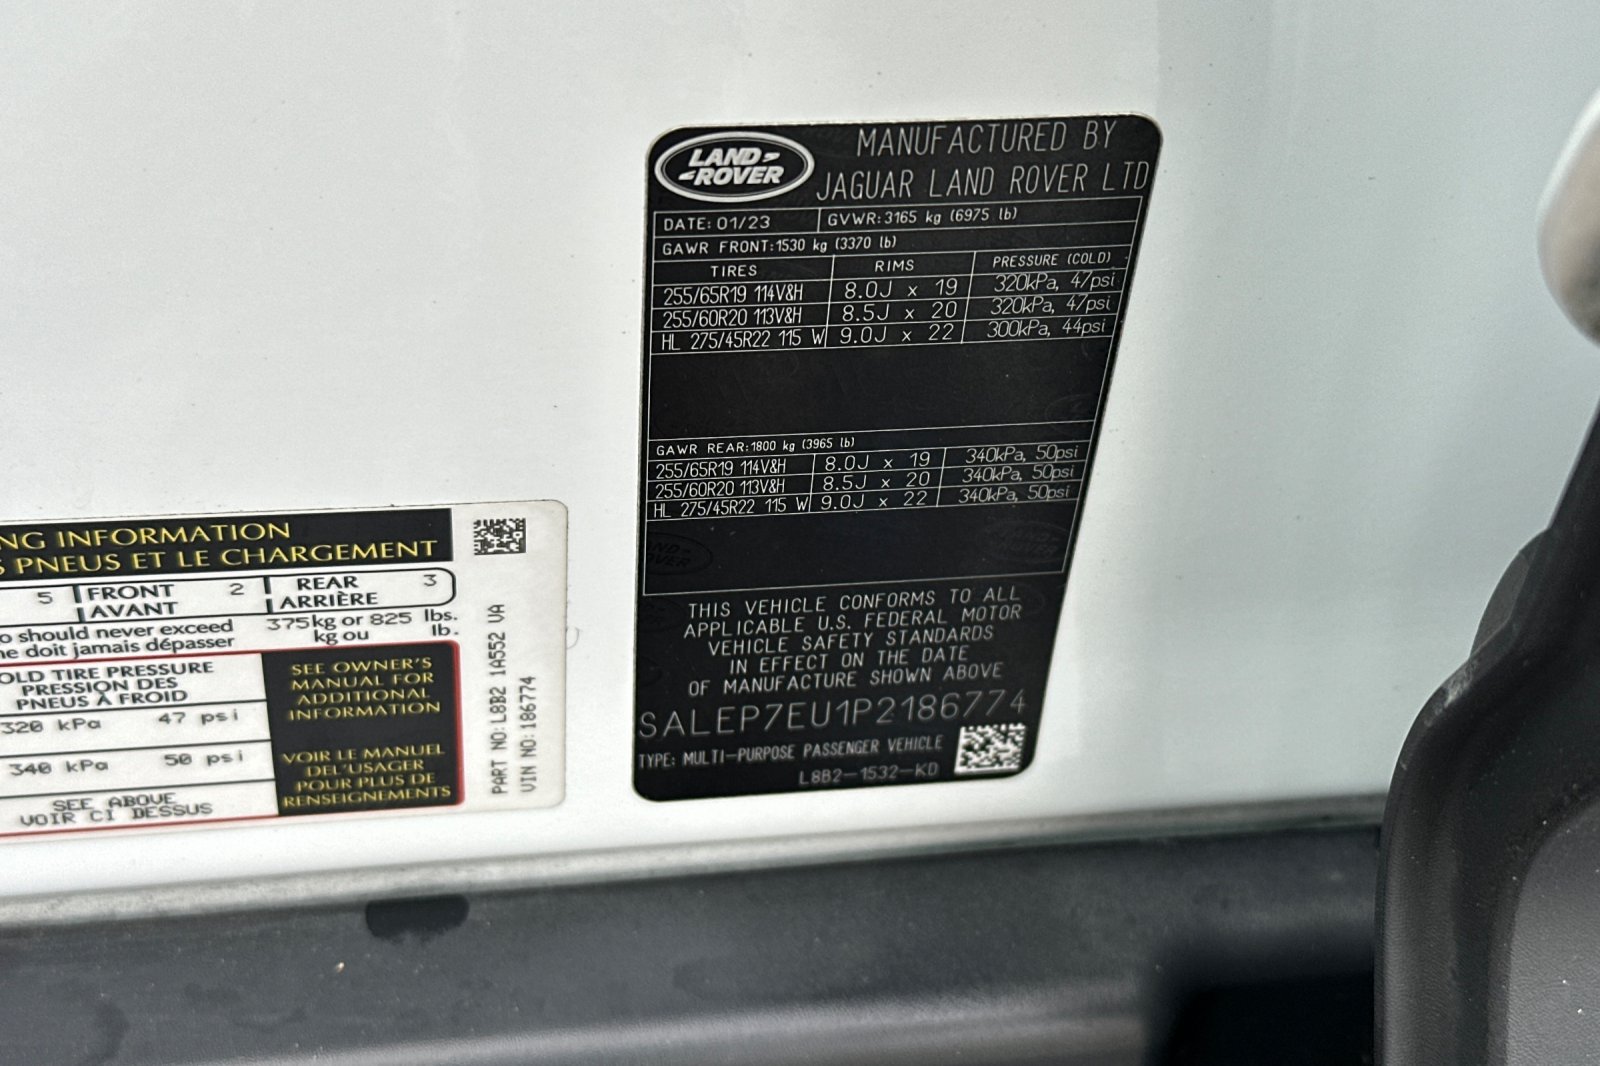 LAND
ROVER
MANUFACTURED BY
JAGUAR LAND ROVER LTD
DATE: 01/23 GVWR: 3165 kg (6975 lb)
GAWR FRONT: 1530 kg (3370 lb)
TIRES RIMS PRESSURE (COLD)
255/65R19 114V&H 8.0J x 19 320kPa, 47psi
255/60R20 113V&H 8.5J x 20 320kPa, 47psi
HL 275/45R22 115 W 9.0J x 22 300kPa, 44psi
GAWR REAR: 1800 kg (3965 lb)
255/65R19 114V&H 8.0J x 19 340kPa, 50psi
255/60R20 113V&H 8.5J x 20 340kPa, 50psi
HL 275/45R22 115 W 9.0J x 22 340kPa, 50psi
THIS VEHICLE CONFORMS TO ALL
APPLICABLE U.S. FEDERAL MOTOR
VEHICLE SAFETY STANDARDS
IN EFFECT ON THE DATE
OF MANUFACTURE SHOWN ABOVE
SALEP7EU1P2186774
TYPE: MULTI-PURPOSE PASSENGER VEHICLE
L8B2-1532-KD
NG INFORMATION
S PNEUS ET LE CHARGEMENT
5 FRONT 2 REAR 3
AVANT ARRIÈRE
o should never exceed 375kg or 825 lbs.
ne doit jamais dépasser kg ou lb.
OLD TIRE PRESSURE
PRESSION DES
PNEUS À FROID
320 kPa 47 psi
340 kPa 50 psi
SEE ABOVE
VOIR CI DESSUS
SEE OWNER'S
MANUAL FOR
ADDITIONAL
INFORMATION
VOIR LE MANUEL
DEL'USAGER
POUR PLUS DE
RENSEIGNEMENTS
PART NO:L8B2 1A552 VA
VIN NO:186774